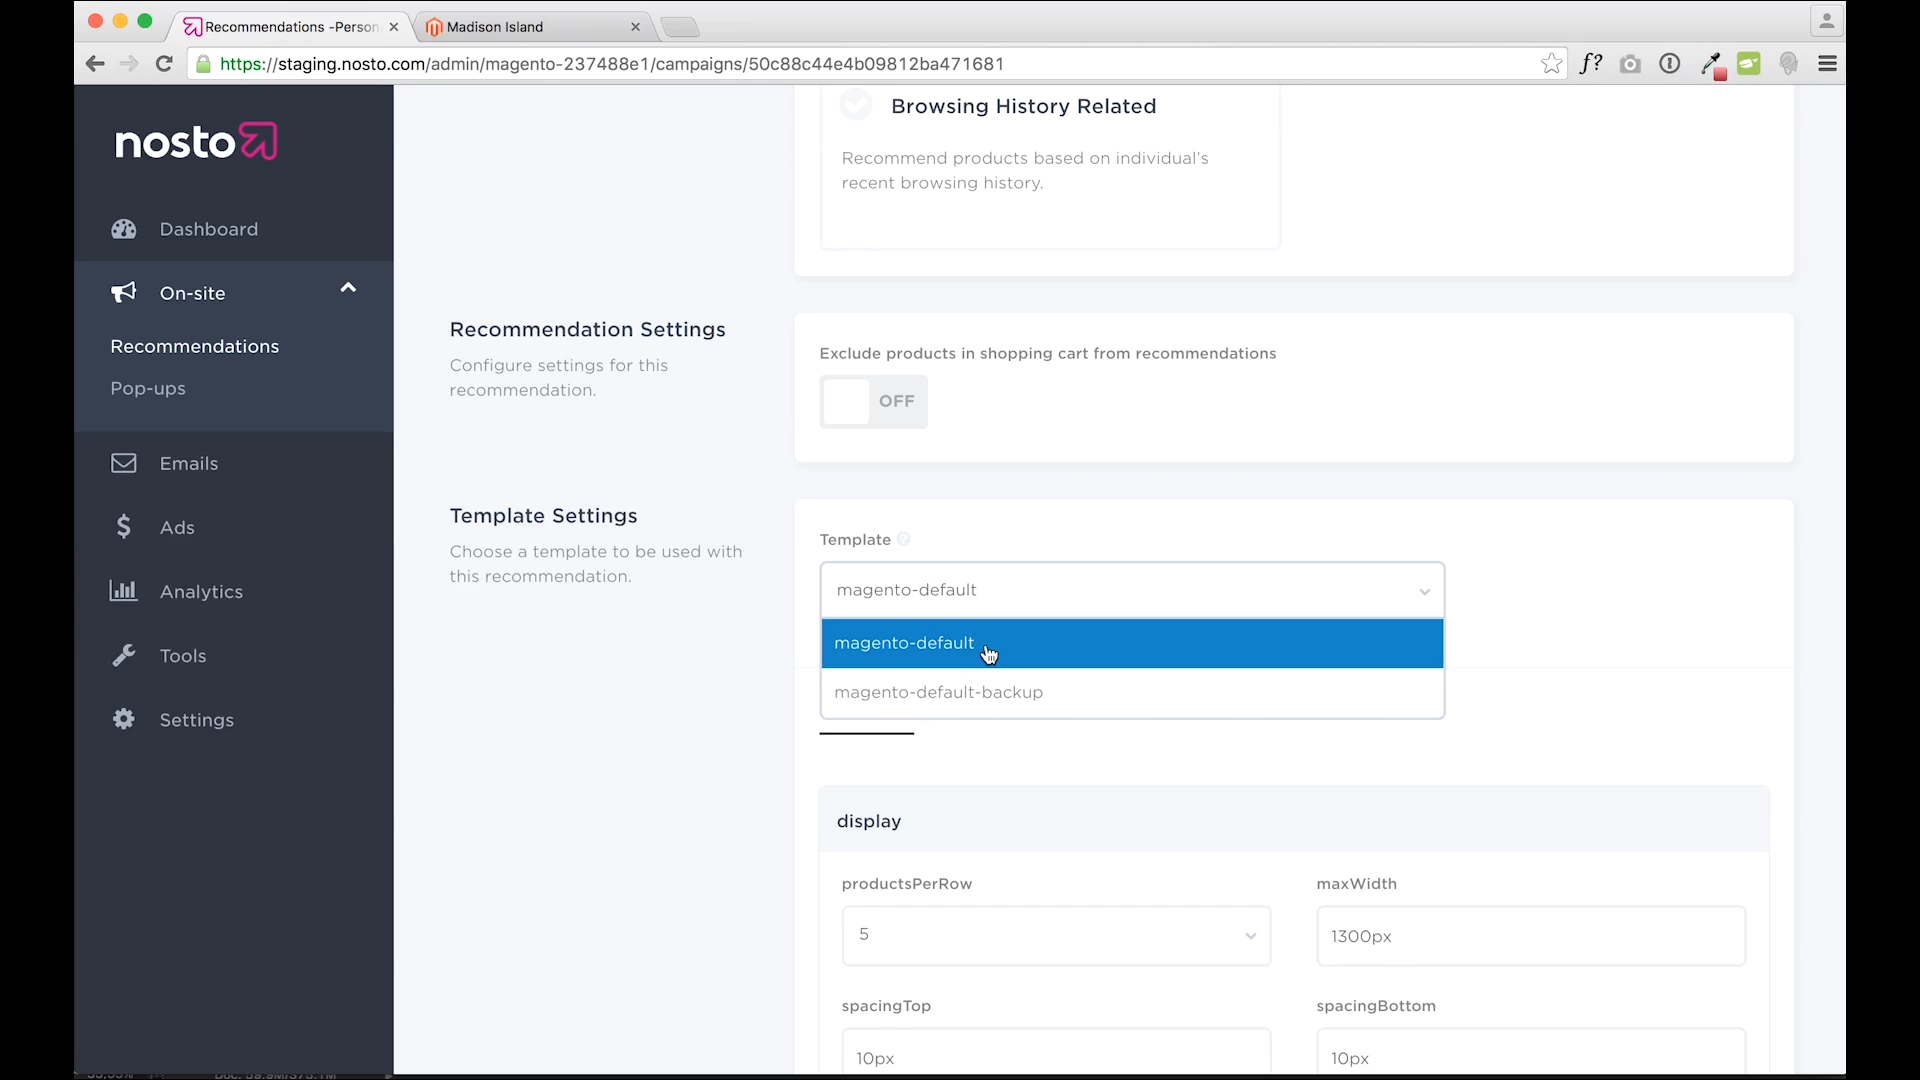 Recommendations -Person
Madison Island
https://staging.nosto.com/admin/magento-237488e1/campaigns/50c88c44e4b09812ba471681
f?
nosto
Dashboard
On-site
Recommendations
Pop-ups
Emails
Ads
Analytics
Tools
Settings
Browsing History Related
Recommend products based on individual's
recent browsing history.
Recommendation Settings
Configure settings for this
recommendation.
Exclude products in shopping cart from recommendations
OFF
Template Settings
Choose a template to be used with
this recommendation.
Template ?
magento-default
magento-default
magento-default-backup
display
productsPerRow
5
maxWidth
1300px
spacingTop
10px
spacingBottom
10px